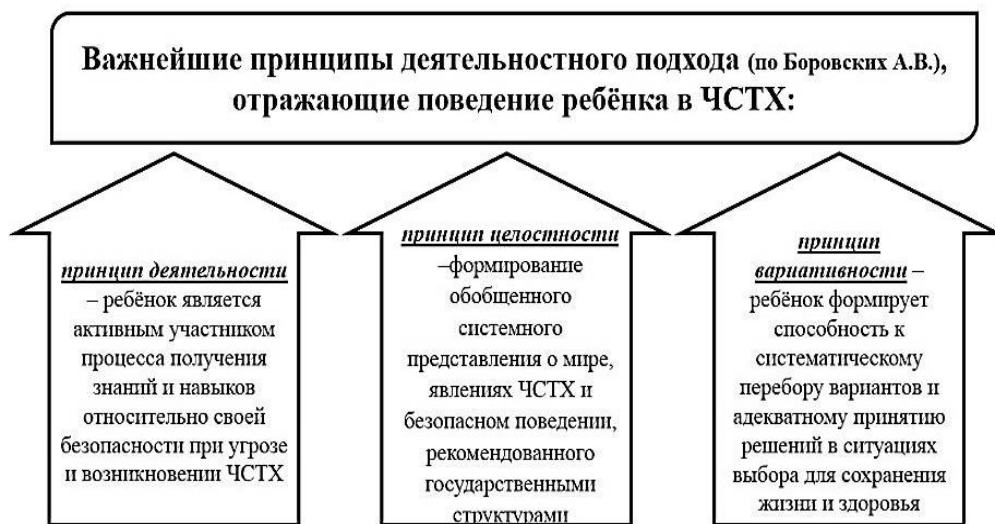 Важнейшие принципы деятельностного подхода (по Боровских А.В.),
отражающие поведение ребёнка в ЧСТХ:
принцип деятельности
– ребёнок является
активным участником
процесса получения
знаний и навыков
относительно своей
безопасности при угрозе
и возникновении ЧСТХ
принцип целостности
–формирование
обобщенного
системного
представления о мире,
явлениях ЧСТХ и
безопасном поведении,
рекомендованного
государственными
структурами
принцип
вариативности –
ребёнок формирует
способность к
систематическому
перебору вариантов и
адекватному принятию
решений в ситуациях
выбора для сохранения
жизни и здоровья